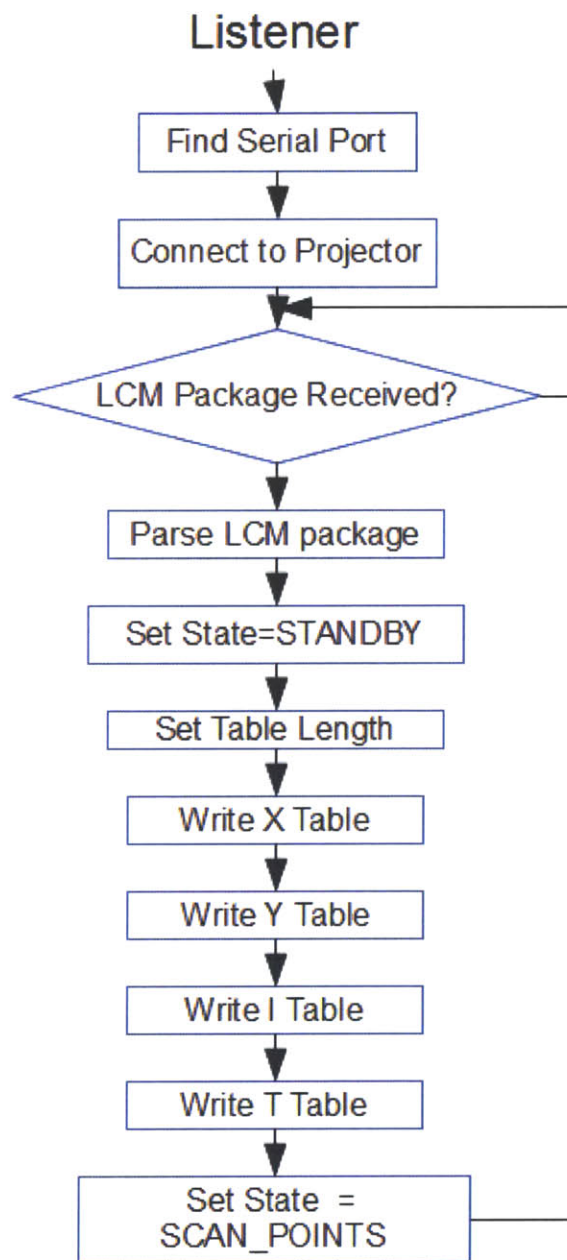 Listener
Find Serial Port
Connect to Projector
LCM Package Received?
Parse LCM package
Set State=STANDBY
Set Table Length
Write X Table
Write Y Table
Write I Table
Write T Table
Set State =
SCAN_POINTS